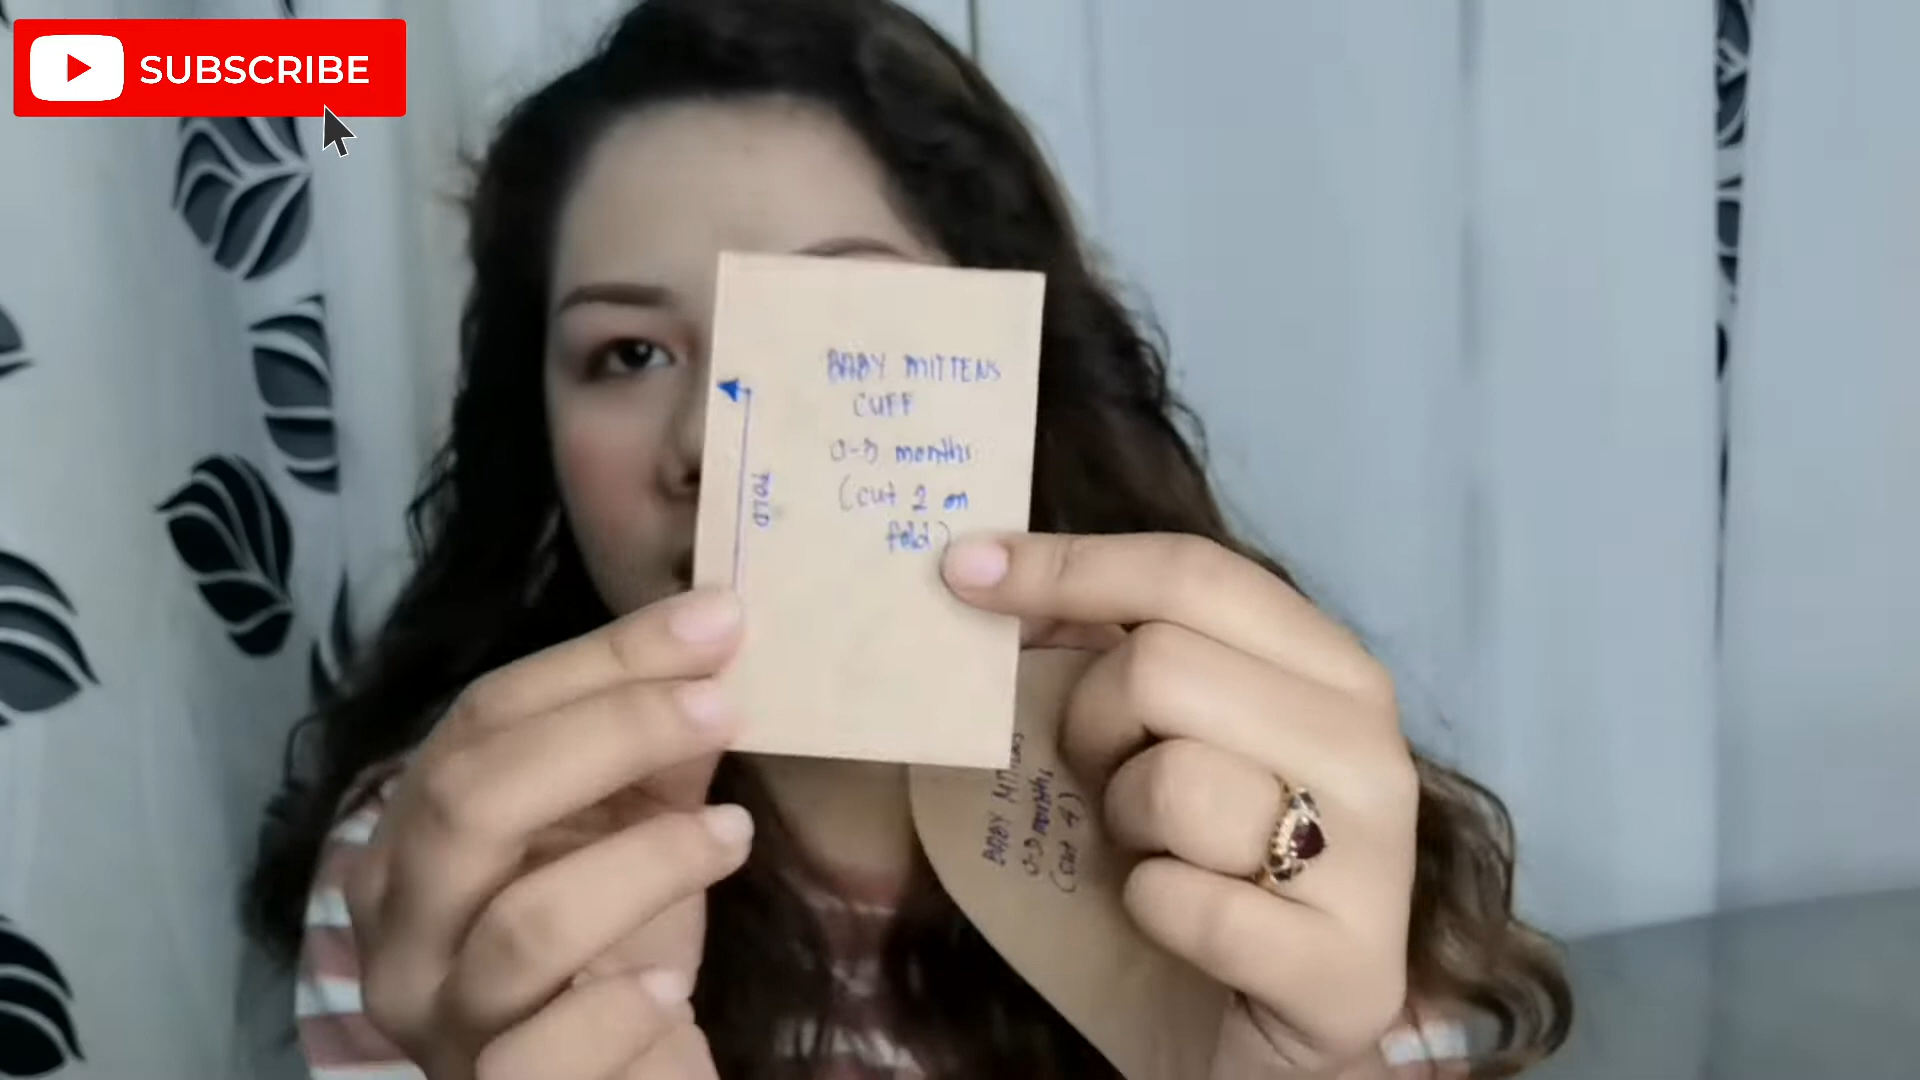 SUBSCRIBE
BABY MITTENS
CUFF
0-3 months
(cut 2 on
fold)
FOLD
BABY MITTENS
0-3 months
(cut 4